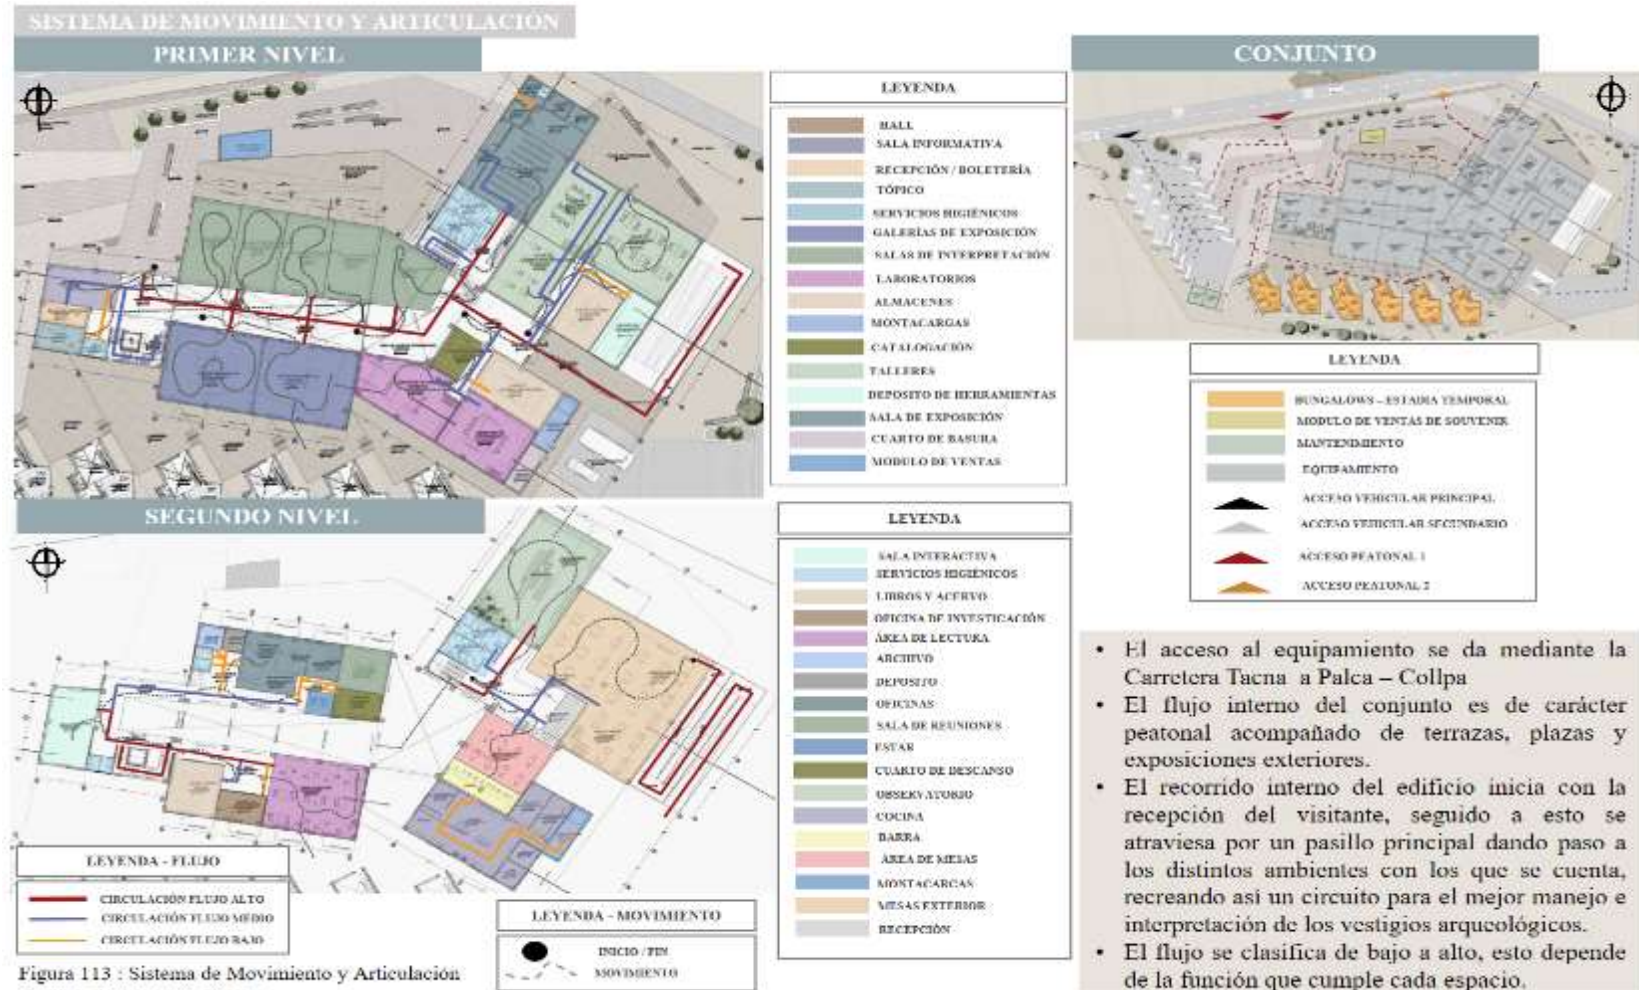 SISTEMA DE MOVIMIENTO Y ARTICULACIÓN
PRIMER NIVEL
LEYENDA
HALL
SALA INFORMATIVA
RECEPCIÓN / BOLETERÍA
TÓPICO
SERVICIOS HIGIÉNICOS
GALERÍAS DE EXPOSICIÓN
SALAS DE INTERPRETACIÓN
LABORATORIOS
ALMACENES
MONTACARGAS
CATALOGACIÓN
TALLERES
DEPOSITO DE HERRAMIENTAS
SALA DE EXPOSICIÓN
CUARTO DE BASURA
MODULO DE VENTAS
CONJUNTO
LEYENDA
BUNGALOWS – ESTADIA TEMPORAL
MODULO DE VENTAS DE SOUVENIR
MANTENIMIENTO
EQUIPAMIENTO
ACCESO VEHICULAR PRINCIPAL
ACCESO VEHICULAR SECUNDARIO
ACCESO PEATONAL 1
ACCESO PEATONAL 2
SEGUNDO NIVEL
LEYENDA
SALA INTERACTIVA
SERVICIOS HIGIÉNICOS
LIBROS Y ACERVO
OFICINA DE INVESTIGACIÓN
ÁREA DE LECTURA
ARCHIVO
DEPOSITO
OFICINAS
SALA DE REUNIONES
ESTAR
CUARTO DE DESCANSO
OBSERVATORIO
COCINA
BARRA
ÁREA DE MESAS
MONTACARGAS
MESAS EXTERIOR
RECEPCIÓN
LEYENDA - FLUJO
CIRCULACIÓN FLUJO ALTO
CIRCULACIÓN FLUJO MEDIO
CIRCULACIÓN FLUJO BAJO
LEYENDA - MOVIMIENTO
INICIO / FIN
MOVIMIENTO
Figura 113 : Sistema de Movimiento y Articulación
• El acceso al equipamiento se da mediante la
Carretera Tacna a Palca – Collpa
• El flujo interno del conjunto es de carácter
peatonal acompañado de terrazas, plazas y
exposiciones exteriores.
• El recorrido interno del edificio inicia con la
recepción del visitante, seguido a esto se
atraviesa por un pasillo principal dando paso a
los distintos ambientes con los que se cuenta,
recreando así un circuito para el mejor manejo e
interpretación de los vestigios arqueológicos.
• El flujo se clasifica de bajo a alto, esto depende
de la función que cumple cada espacio.